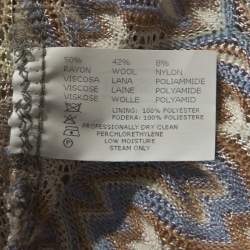 50% 42% 8%
RAYON WOOL NYLON
VISCOSA LANA POLIAMMIDE
VISCOSE LAINE POLYAMIDE
VISKOSE WOLLE POLYAMID
LINING: 100% POLYESTER
FODERA: 100% POLIESTERE
PROFESSIONALLY DRY CLEAN
PERCHLORETHYLENE
LOW MOISTURE
STEAM ONLY